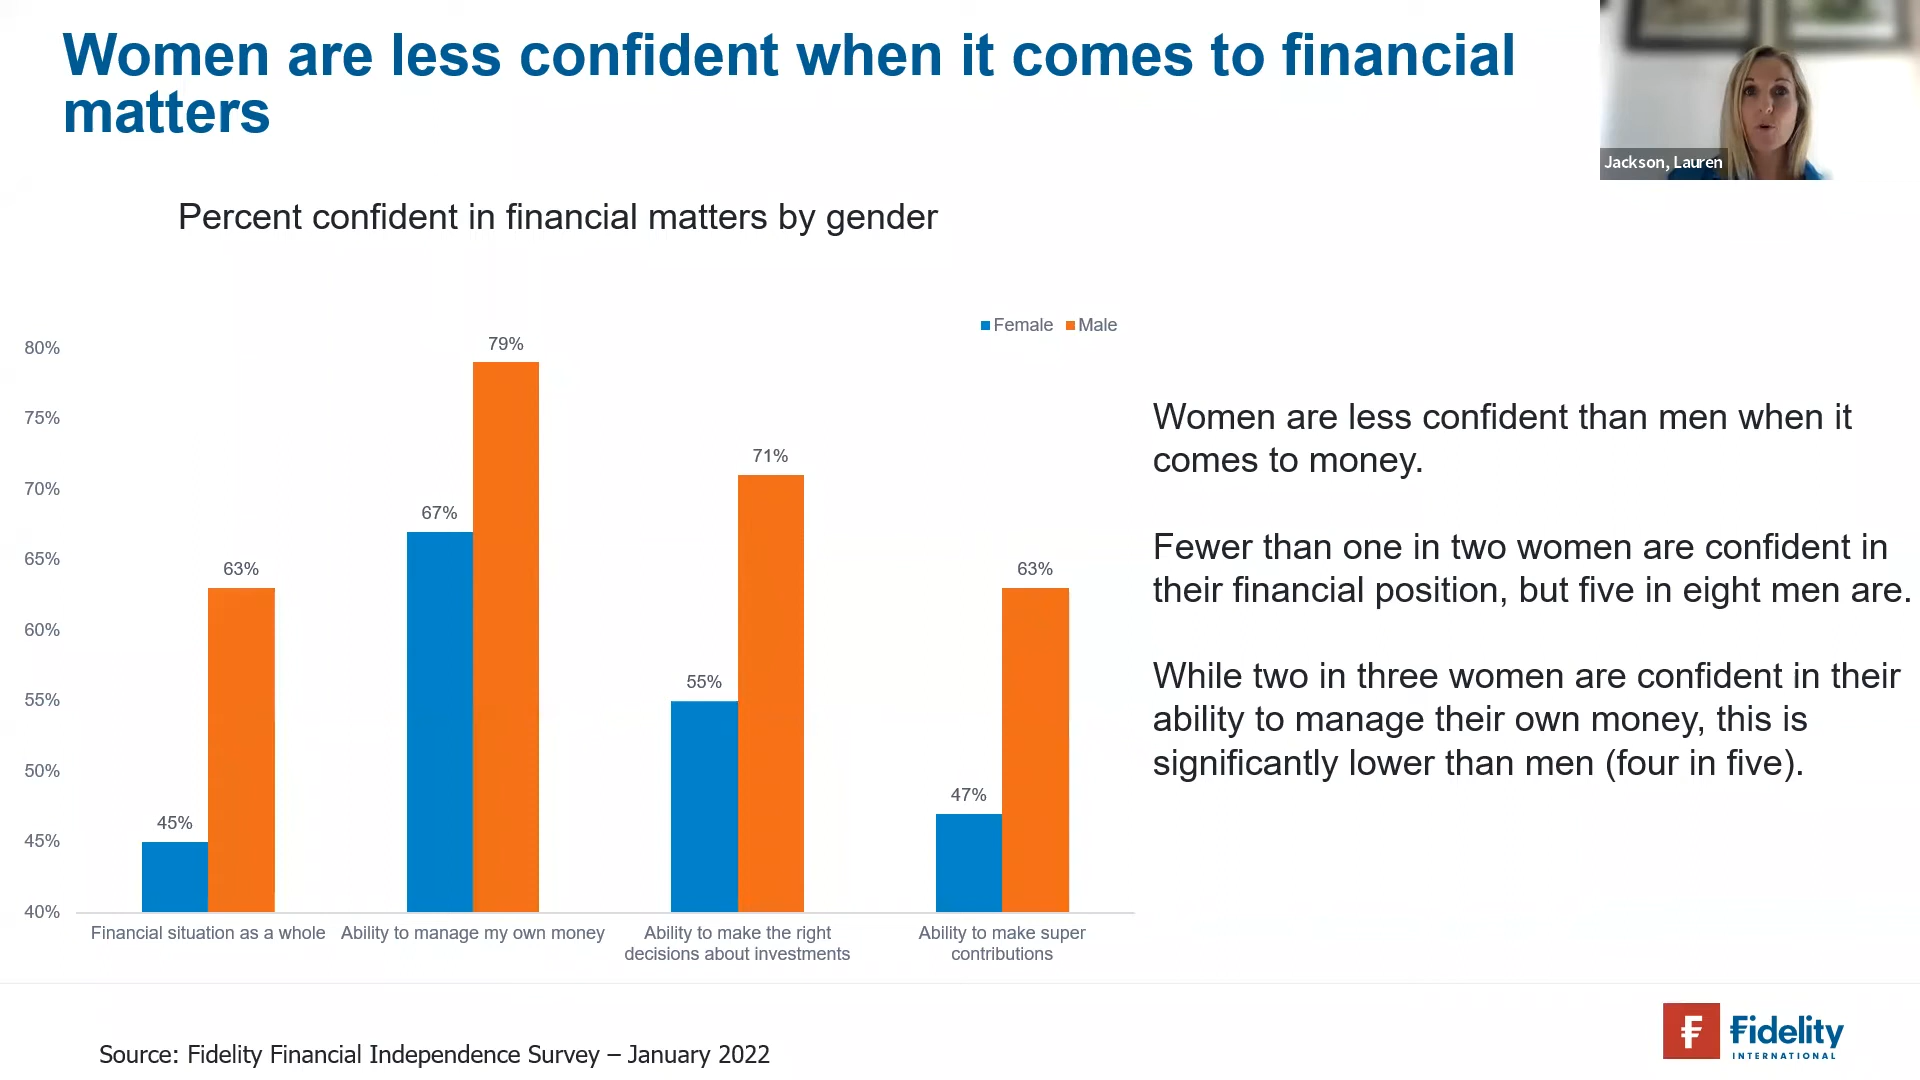 Women are less confident when it comes to financial
matters
Jackson, Lauren
Percent confident in financial matters by gender
Female Male
80%
75%
70%
65%
60%
55%
50%
45%
40%
45%
63%
67%
79%
55%
71%
47%
63%
Financial situation as a whole
Ability to manage my own money
Ability to make the right
decisions about investments
Ability to make super
contributions
Women are less confident than men when it
comes to money.
Fewer than one in two women are confident in
their financial position, but five in eight men are.
While two in three women are confident in their
ability to manage their own money, this is
significantly lower than men (four in five).
Source: Fidelity Financial Independence Survey – January 2022
Fidelity
INTERNATIONAL